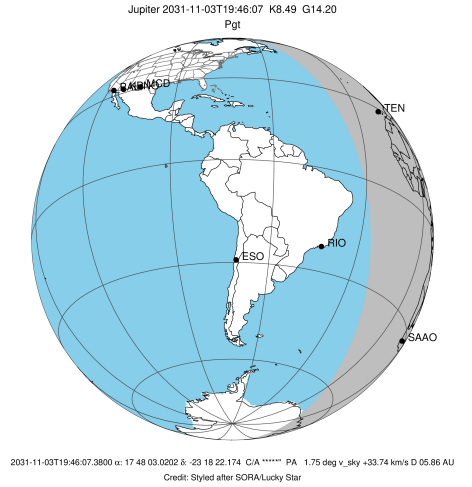 Jupiter 2031-11-03T19:46:07 K8.49 G14.20
Pgt
MCD
TEN
RIO
ESO
SAAO
2031-11-03T19:46:07.3800 α: 17 48 03.0202 δ: -23 18 22.174 C/A *****" PA 1.75 deg v_sky +33.74 km/s D 05.86 AU
Credit: Styled after SORA/Lucky Star